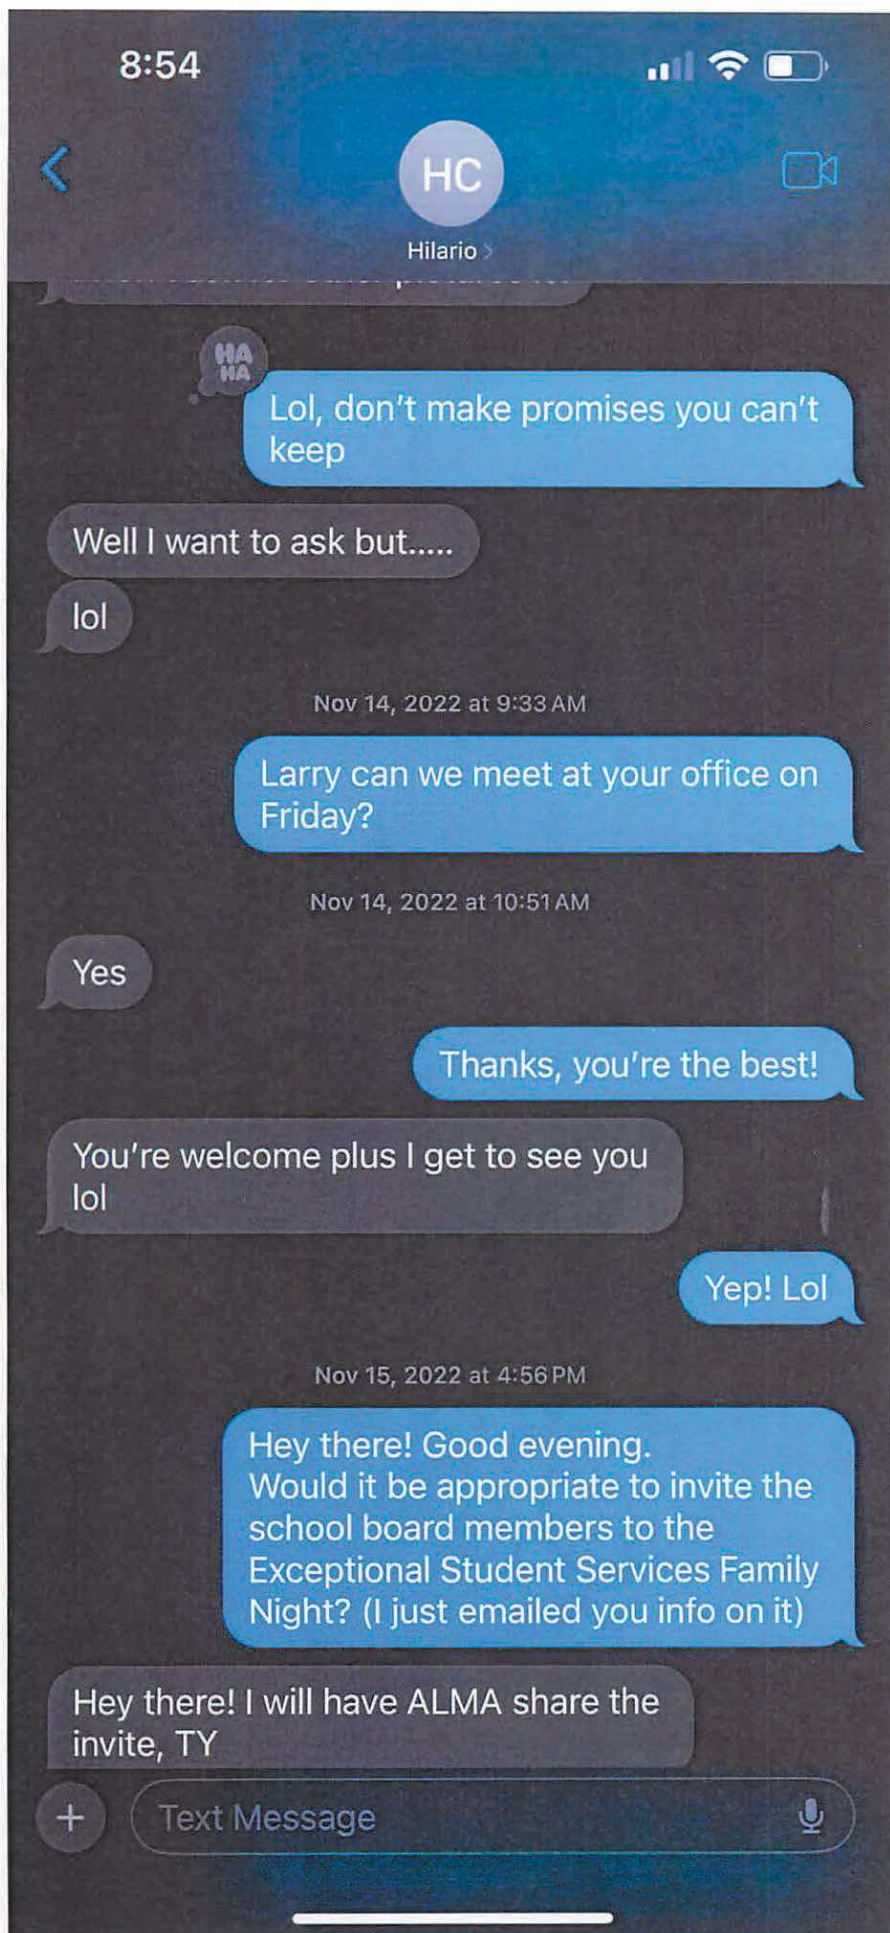 8:54
HC
Hilario >
HA
HA
Lol, don't make promises you can't
keep
Well I want to ask but.....
lol
Nov 14, 2022 at 9:33 AM
Larry can we meet at your office on
Friday?
Nov 14, 2022 at 10:51 AM
Yes
Thanks, you're the best!
You're welcome plus I get to see you
lol
Yep! Lol
Nov 15, 2022 at 4:56 PM
Hey there! Good evening.
Would it be appropriate to invite the
school board members to the
Exceptional Student Services Family
Night? (I just emailed you info on it)
Hey there! I will have ALMA share the
invite, TY
Text Message